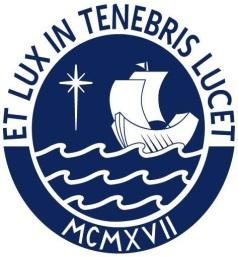 ET LUX IN TENEBRIS LUCET
MCMXVII